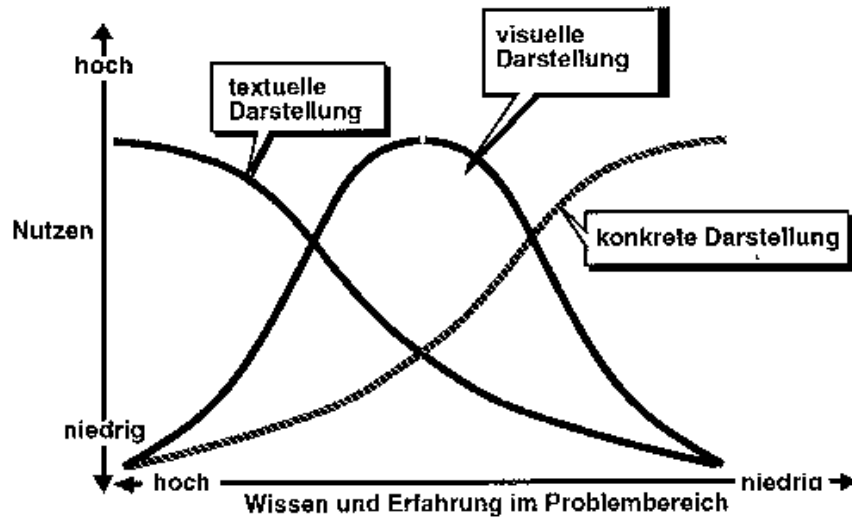 hoch
visuelle
Darstellung
textuelle
Darstellung
Nutzen
konkrete Darstellung
niedrig
hoch
niedrig
Wissen und Erfahrung im Problembereich